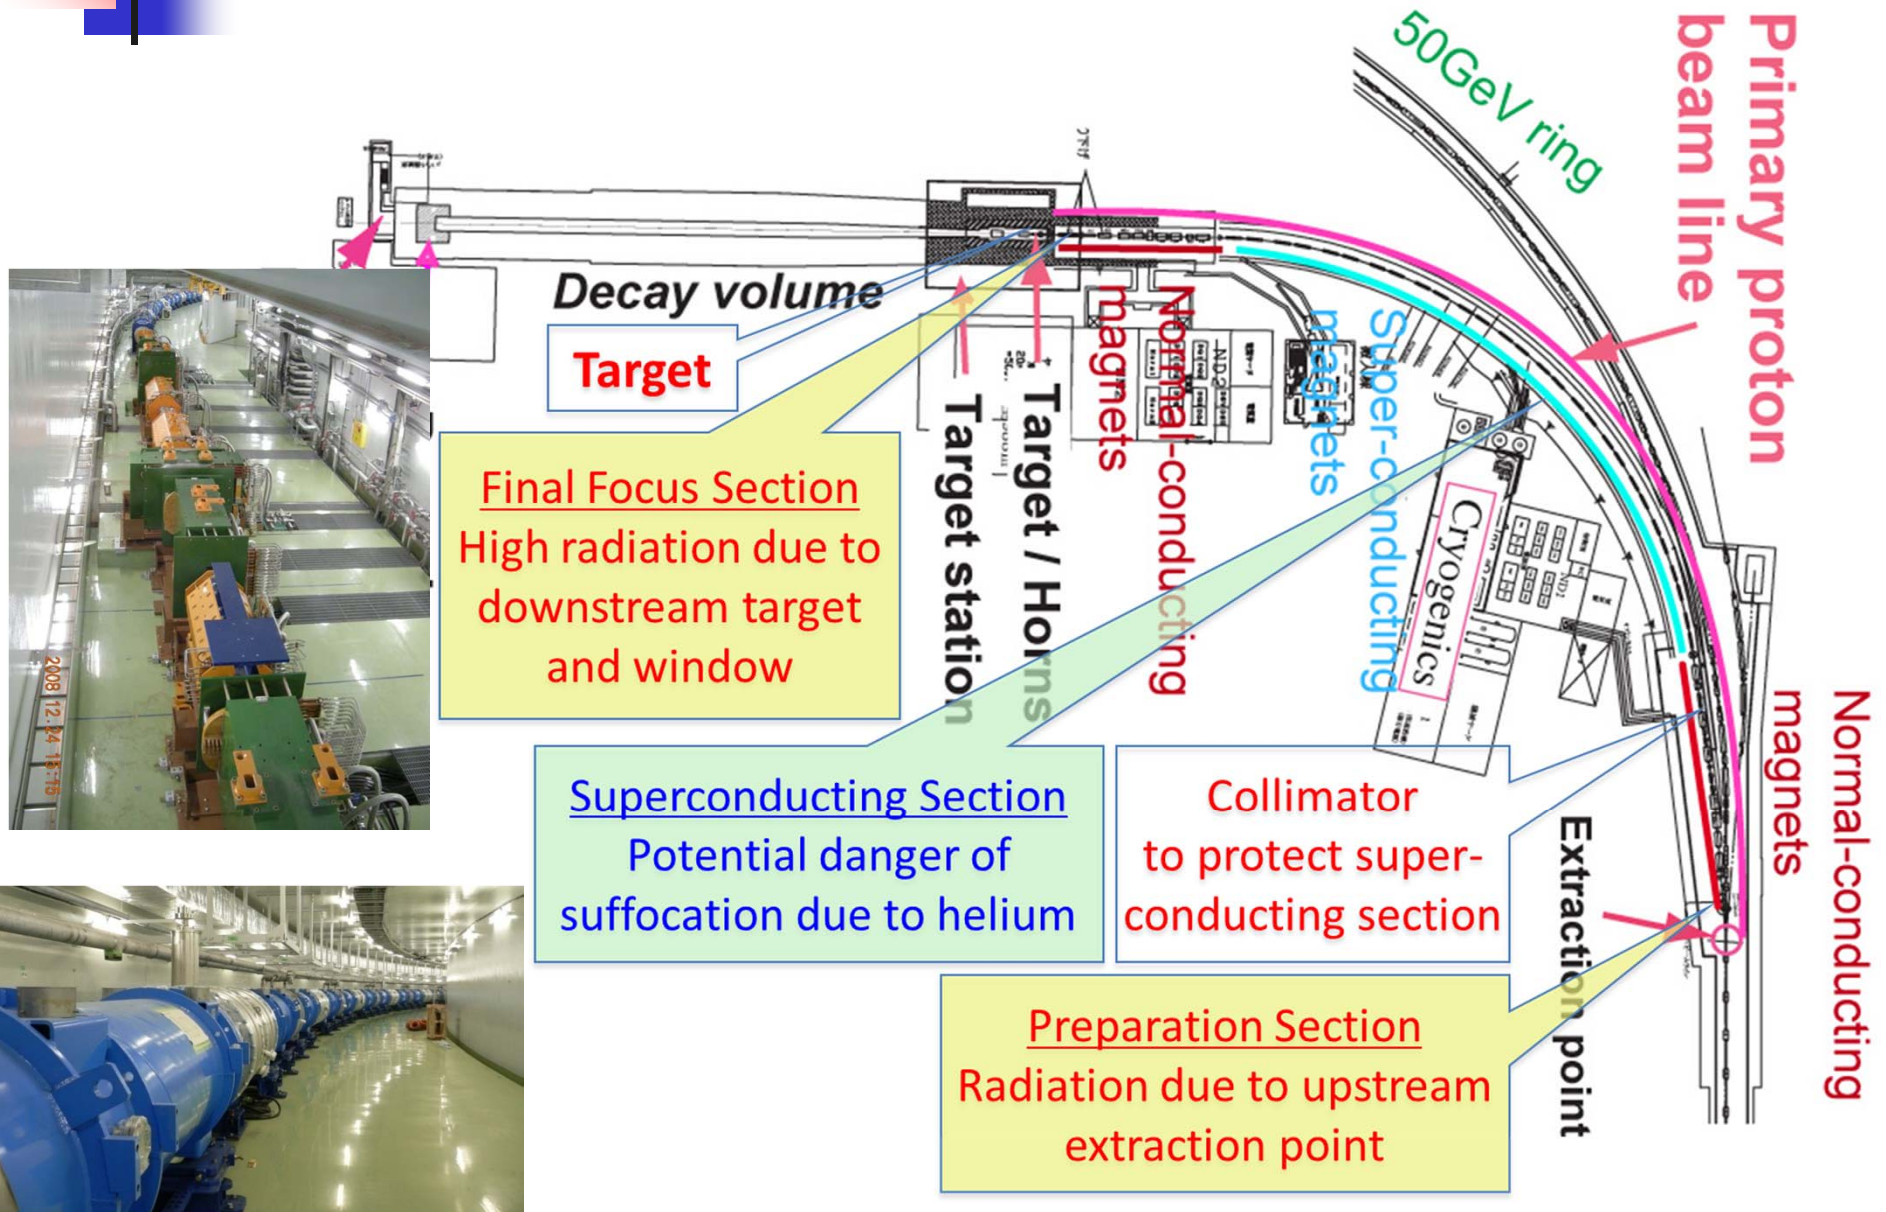 50GeV ring
Primary proton
beam line
Decay volume
Target
Normal-conducting
magnets
Super-conducting
magnets
Target / Horns
Target station
ND2
Final Focus Section
High radiation due to
downstream target
and window
Cryogenics
Superconducting Section
Potential danger of
suffocation due to helium
Collimator
to protect super-
conducting section
Normal-conducting
magnets
Extraction point
Preparation Section
Radiation due to upstream
extraction point